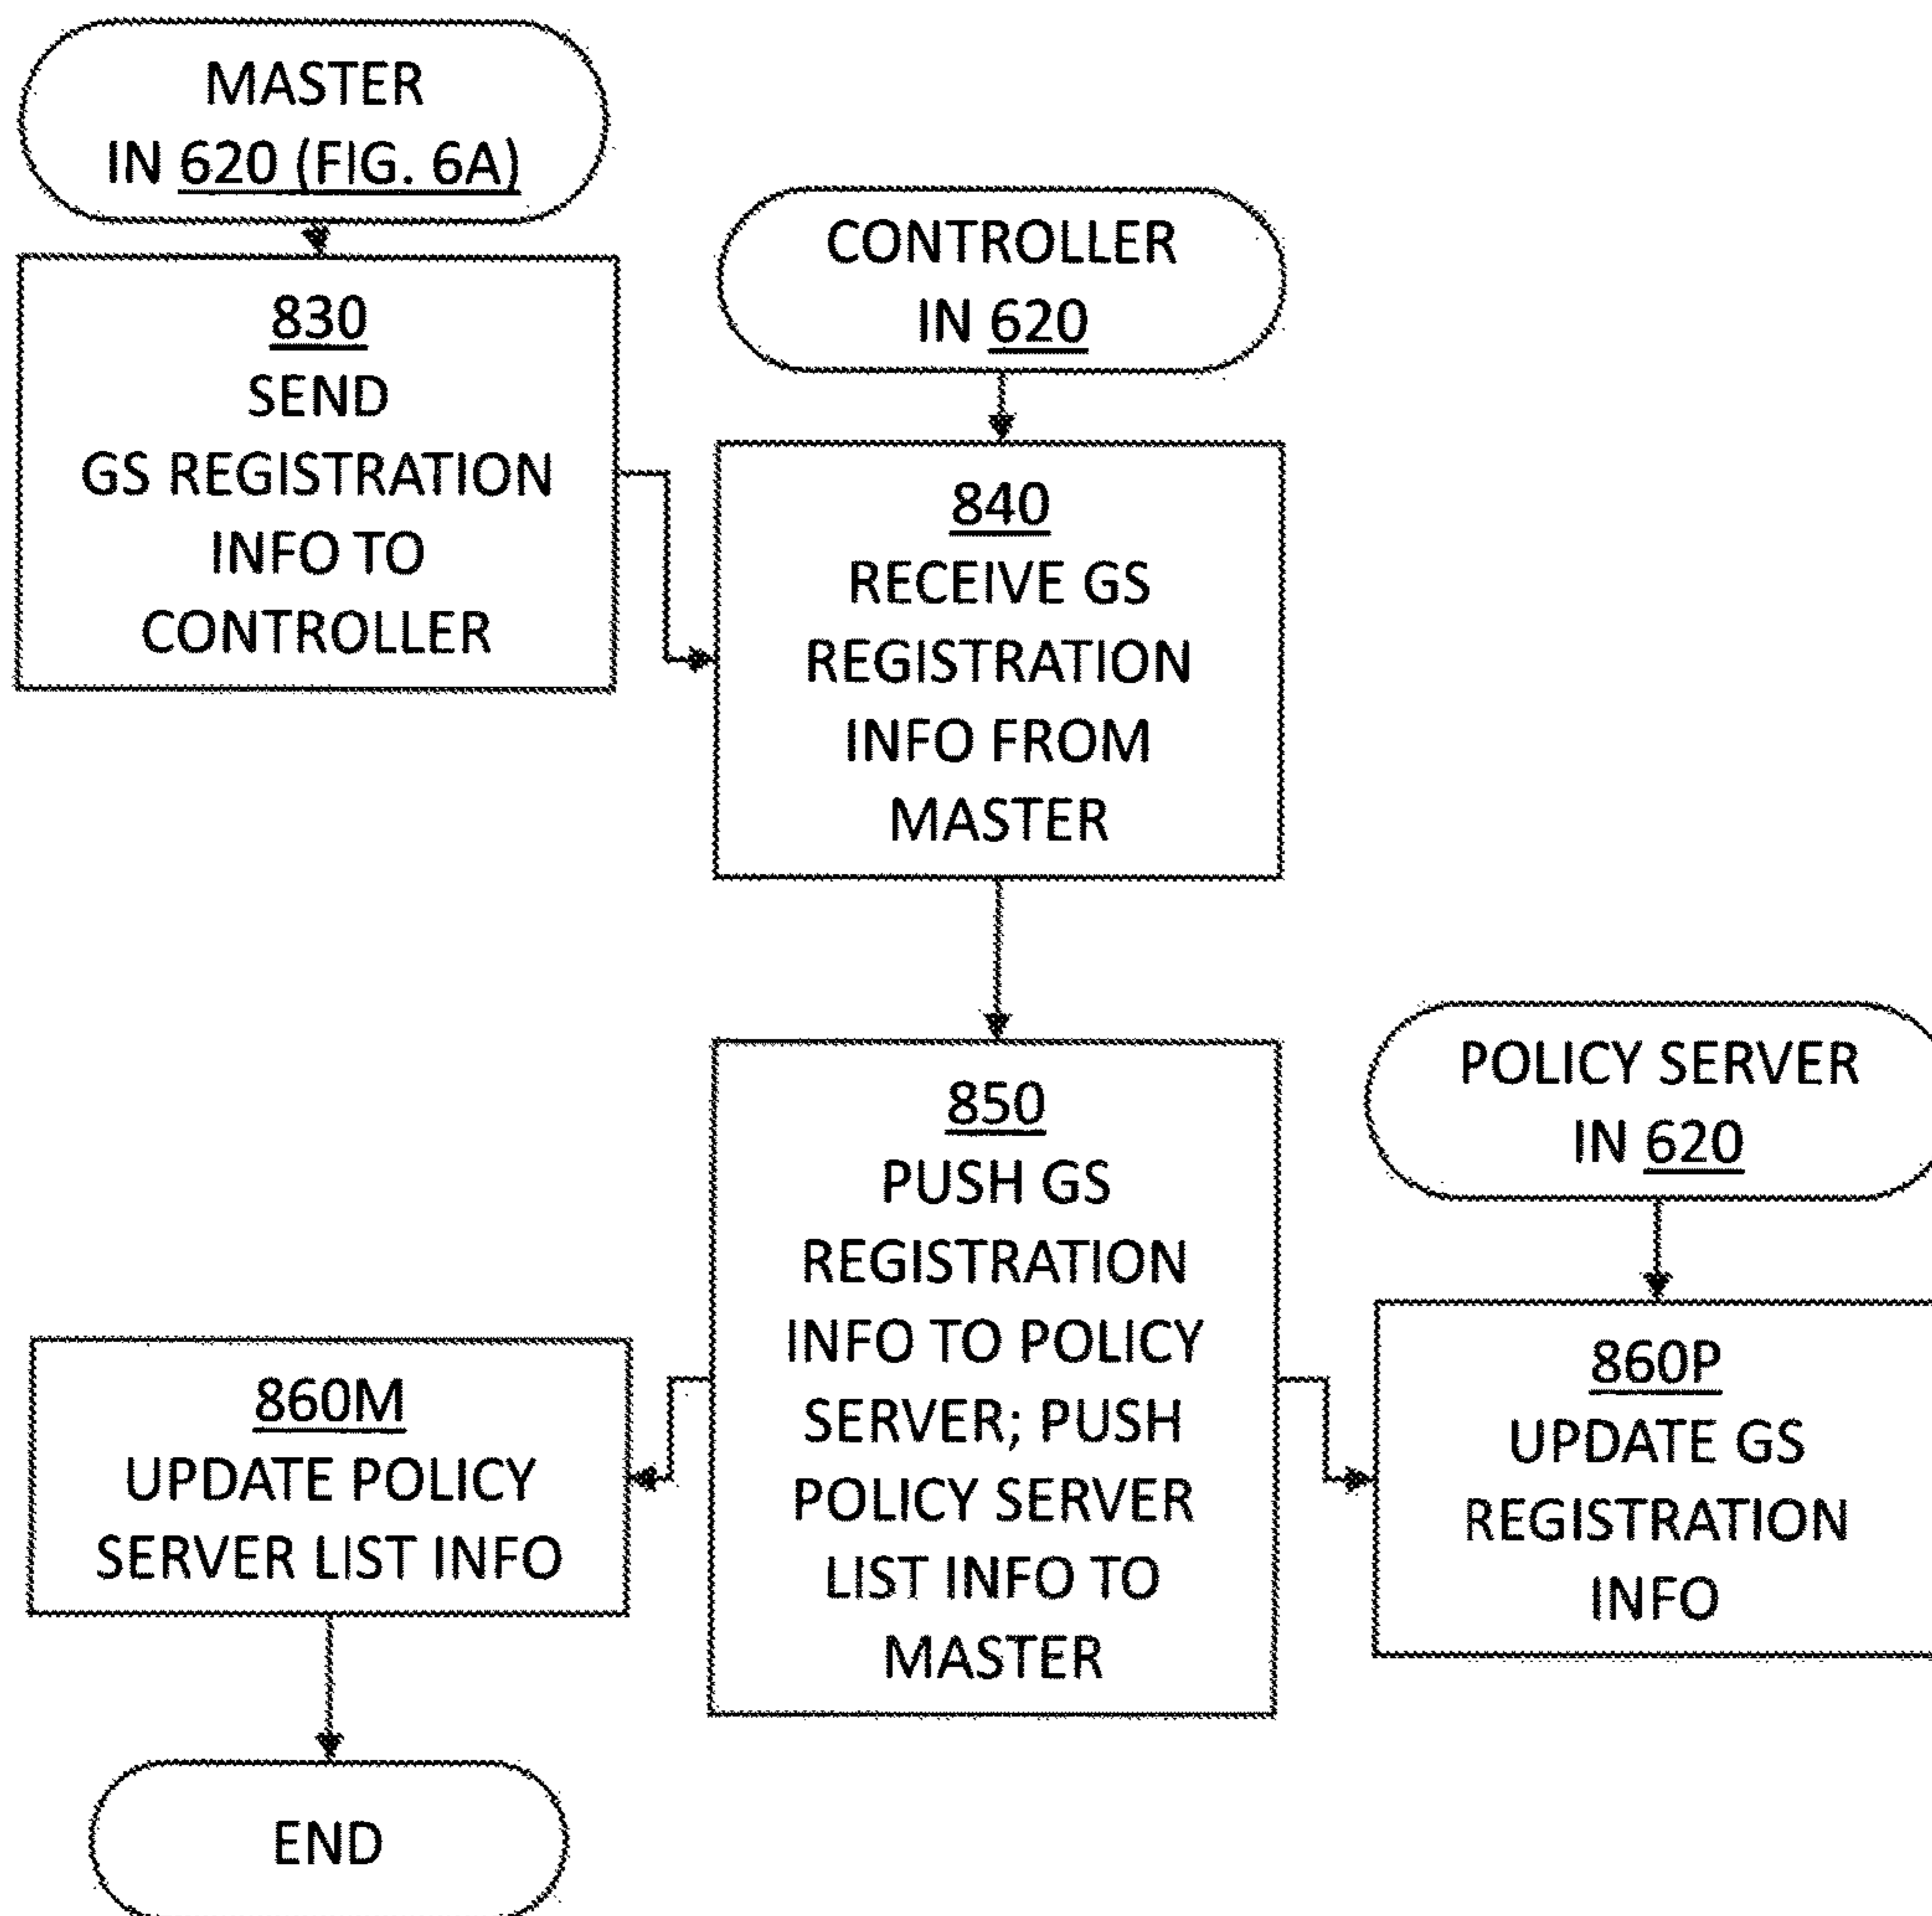 MASTER
IN 620 (FIG. 6A)
830
SEND
GS REGISTRATION
INFO TO
CONTROLLER
CONTROLLER
IN 620
840
RECEIVE GS
REGISTRATION
INFO FROM
MASTER
850
PUSH GS
REGISTRATION
INFO TO POLICY
SERVER; PUSH
POLICY SERVER
LIST INFO TO
MASTER
POLICY SERVER
IN 620
860P
UPDATE GS
REGISTRATION
INFO
860M
UPDATE POLICY
SERVER LIST INFO
END